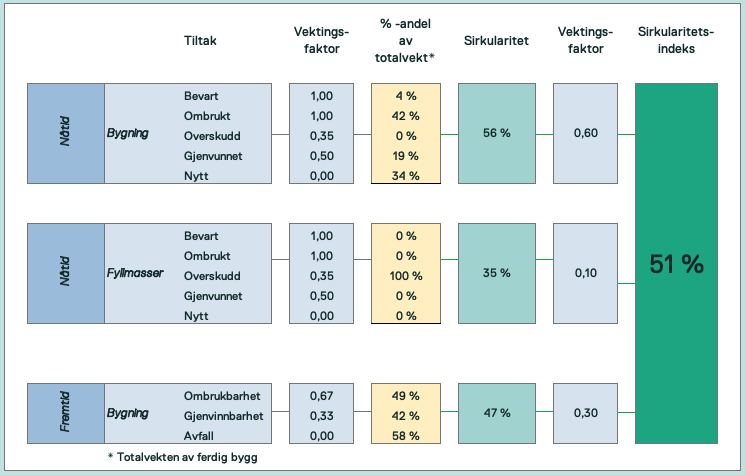 Tiltak Vektings-faktor % -andel av totalvekt* Sirkularitet Vektings-faktor Sirkularitets-indeks
Nåtid Bygning
Bevart 1,00 4 %
Ombrukt 1,00 42 %
Overskudd 0,35 0 % 56 % 0,60
Gjenvunnet 0,50 19 %
Nytt 0,00 34 %
Nåtid Fyllmasser
Bevart 1,00 0 %
Ombrukt 1,00 0 %
Overskudd 0,35 100 % 35 % 0,10
Gjenvunnet 0,50 0 %
Nytt 0,00 0 %
51 %
Fremtid Bygning
Ombrukbarhet 0,67 49 %
Gjenvinnbarhet 0,33 42 % 47 % 0,30
Avfall 0,00 58 %
* Totalvekten av ferdig bygg